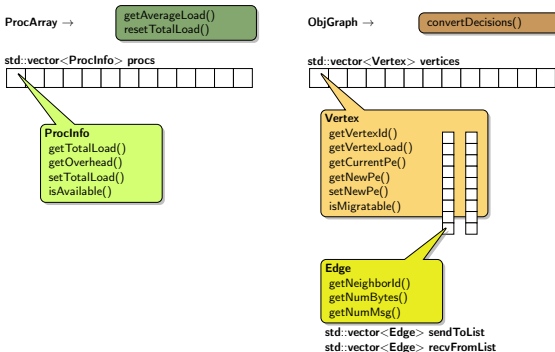 ProcArray →
getAverageLoad()
resetTotalLoad()
std::vector<ProcInfo> procs
ProcInfo
getTotalLoad()
getOverhead()
setTotalLoad()
isAvailable()
ObjGraph →
convertDecisions()
std::vector<Vertex> vertices
Vertex
getVertexId()
getVertexLoad()
getCurrentPe()
getNewPe()
setNewPe()
isMigratable()
Edge
getNeighborId()
getNumBytes()
getNumMsg()
std::vector<Edge> sendToList
std::vector<Edge> recvFromList